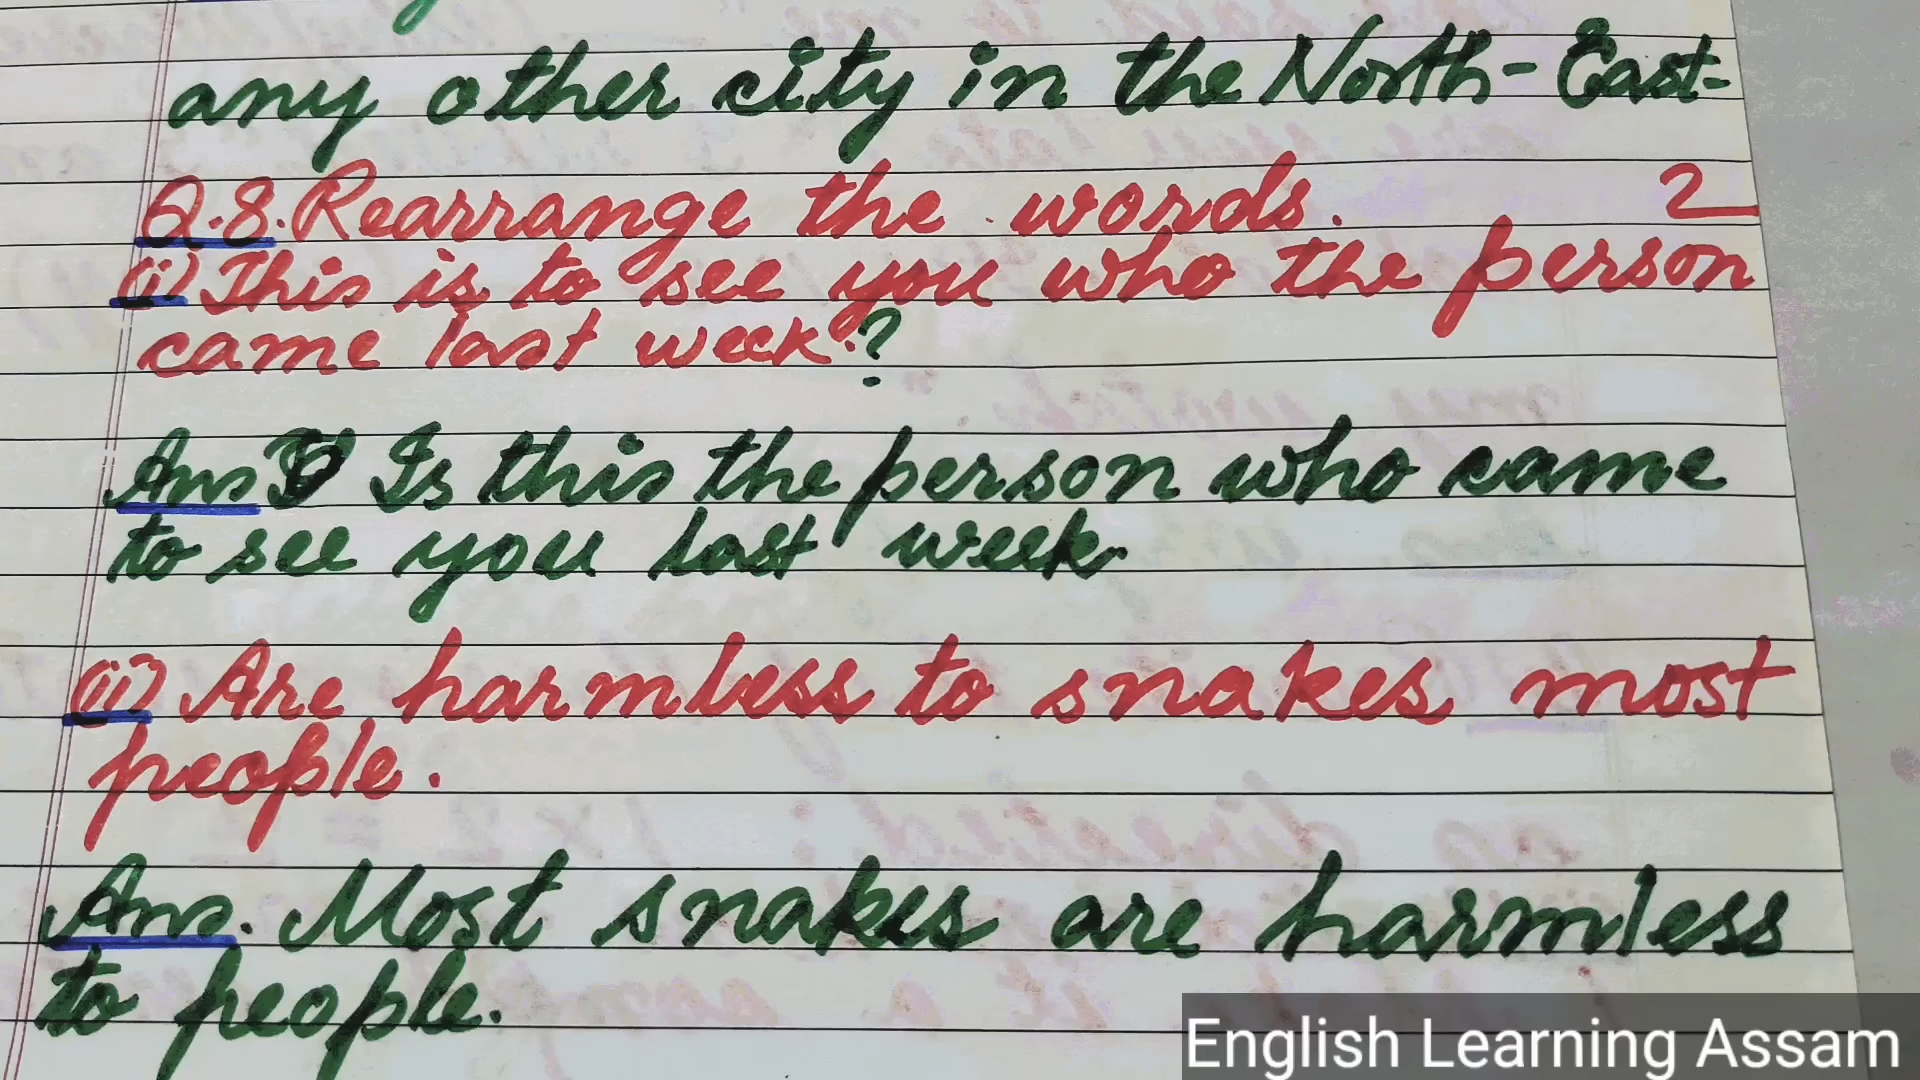 any other city in the North-East-
Q.8. Rearrange the words. 2
(i) This is to see you who the person
came last week.?
Ans Is this the person who came
to see you last week.
(ii) Are harmless to snakes most
people.
Ans. Most snakes are harmless
to people.
English Learning Assam